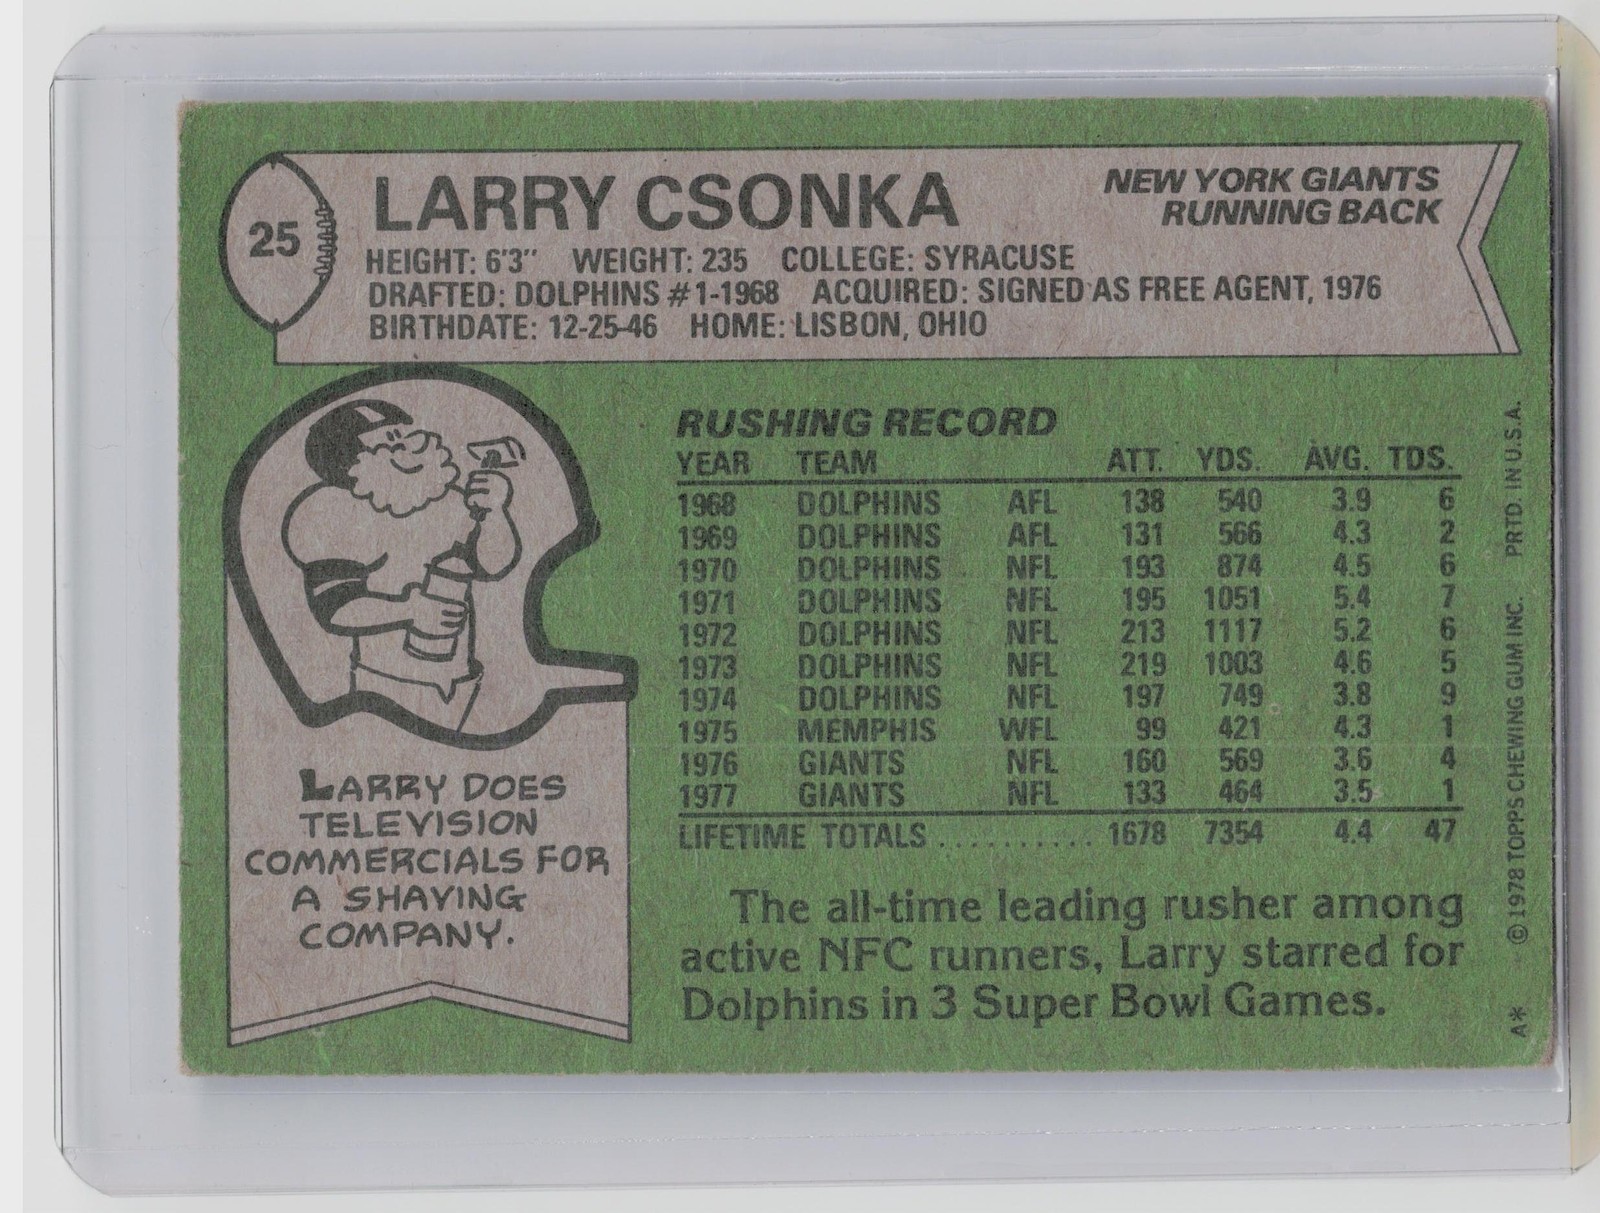 25
LARRY CSONKA
NEW YORK GIANTS
RUNNING BACK
HEIGHT: 6'3" WEIGHT: 235 COLLEGE: SYRACUSE
DRAFTED: DOLPHINS #1-1968 ACQUIRED: SIGNED AS FREE AGENT, 1976
BIRTHDATE: 12-25-46 HOME: LISBON, OHIO
LARRY DOES
TELEVISION
COMMERCIALS FOR
A SHAVING
COMPANY.
RUSHING RECORD
YEAR TEAM ATT. YDS. AVG. TDS.
1968 DOLPHINS AFL 138 540 3.9 6
1969 DOLPHINS AFL 131 566 4.3 2
1970 DOLPHINS NFL 193 874 4.5 6
1971 DOLPHINS NFL 195 1051 5.4 7
1972 DOLPHINS NFL 213 1117 5.2 6
1973 DOLPHINS NFL 219 1003 4.6 5
1974 DOLPHINS NFL 197 749 3.8 9
1975 MEMPHIS WFL 99 421 4.3 1
1976 GIANTS NFL 160 569 3.6 4
1977 GIANTS NFL 133 464 3.5 1
LIFETIME TOTALS .......... 1678 7354 4.4 47
The all-time leading rusher among
active NFC runners, Larry starred for
Dolphins in 3 Super Bowl Games.
A* ©1978 TOPPS CHEWING GUM INC. PRTD. IN U.S.A.